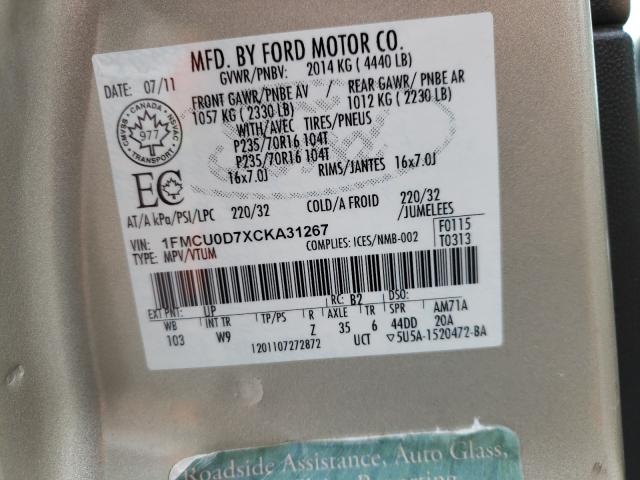 MFD. BY FORD MOTOR CO.
DATE: 07/11 GVWR/PNBV: 2014 KG ( 4440 LB)
FRONT GAWR/PNBE AV / REAR GAWR/ PNBE AR
1057 KG ( 2330 LB) 1012 KG ( 2230 LB)
WITH/AVEC TIRES/PNEUS
P235/70R16 104T
P235/70R16 104T
16x7.0J RIMS/JANTES 16x7.0J
CANADA
CMVSS NSVAC
977
TRANSPORT
EC
AT/A kPa/PSI/LPC 220/32 COLD/A FROID 220/32
/JUMELEES
VIN: 1FMCU0D7XCKA31267 F0115
TYPE: MPV/VTUM COMPLIES: ICES/NMB-002 T0313
EXT PNT: UP RC: B2 DSO:
WB INT TR TP/PS R AXLE TR SPR AM71A
103 W9 Z 35 6 44DD 20A
1201107272872 UCT ▽5U5A-1520472-BA
Roadside Assistance, Auto Glass,